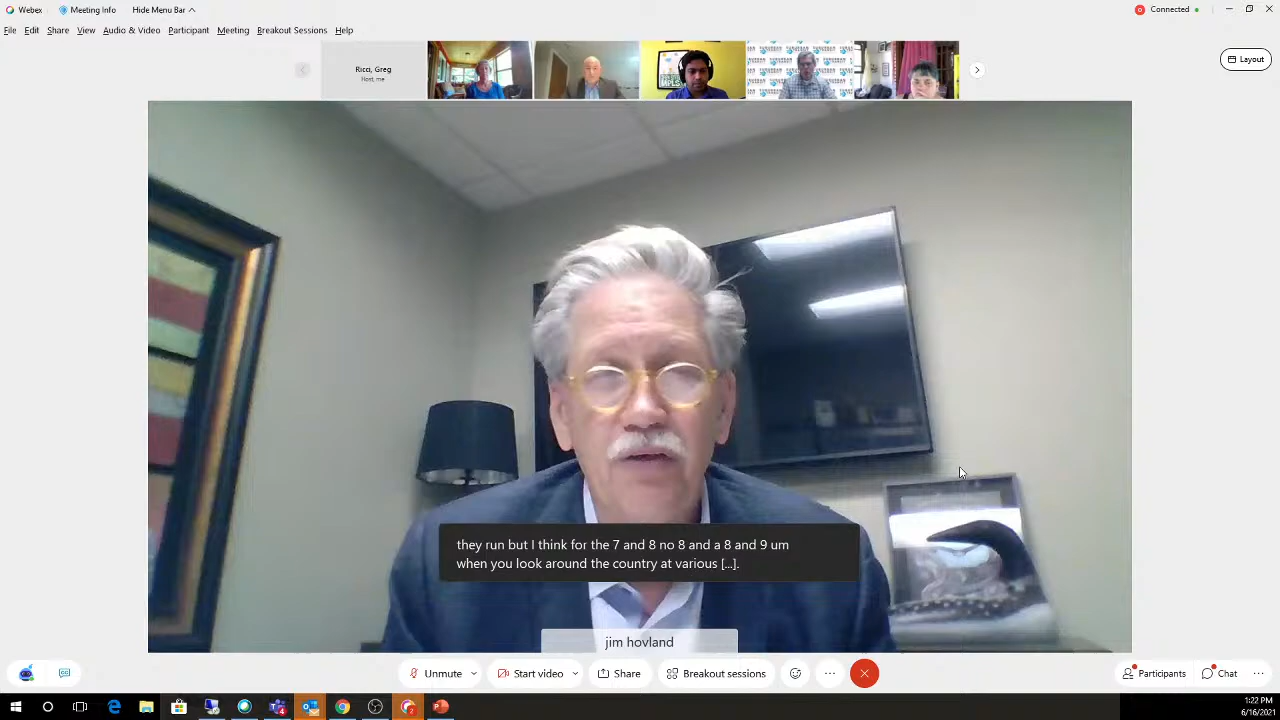 Webex
Meeting Info
Hide Menu Bar
Connected
File Edit Share View Audio & Video Participant Meeting Breakout Sessions Help
Ricci, Greg
Host, me
Layout
they run but I think for the 7 and 8 no 8 and a 8 and 9 um
when you look around the country at various [...].
jim hovland
Unmute
Start video
Share
Breakout sessions
Participants
Chat
1:22 PM
6/16/2021